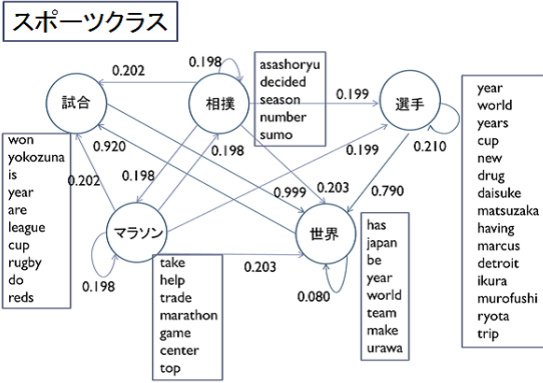 スポーツクラス
0.202
0.198
試合
相撲
asashoryu
decided
season
number
sumo
0.199
選手
0.210
year
world
years
cup
new
drug
daisuke
matsuzaka
having
marcus
detroit
ikura
murofushi
ryota
trip
won
yokozuna
is
year
are
league
cup
rugby
do
reds
0.920
0.202
0.198
0.198
0.199
0.999
0.203
0.790
マラソン
0.198
世界
0.080
0.203
take
help
trade
marathon
game
center
top
has
japan
be
year
world
team
make
urawa